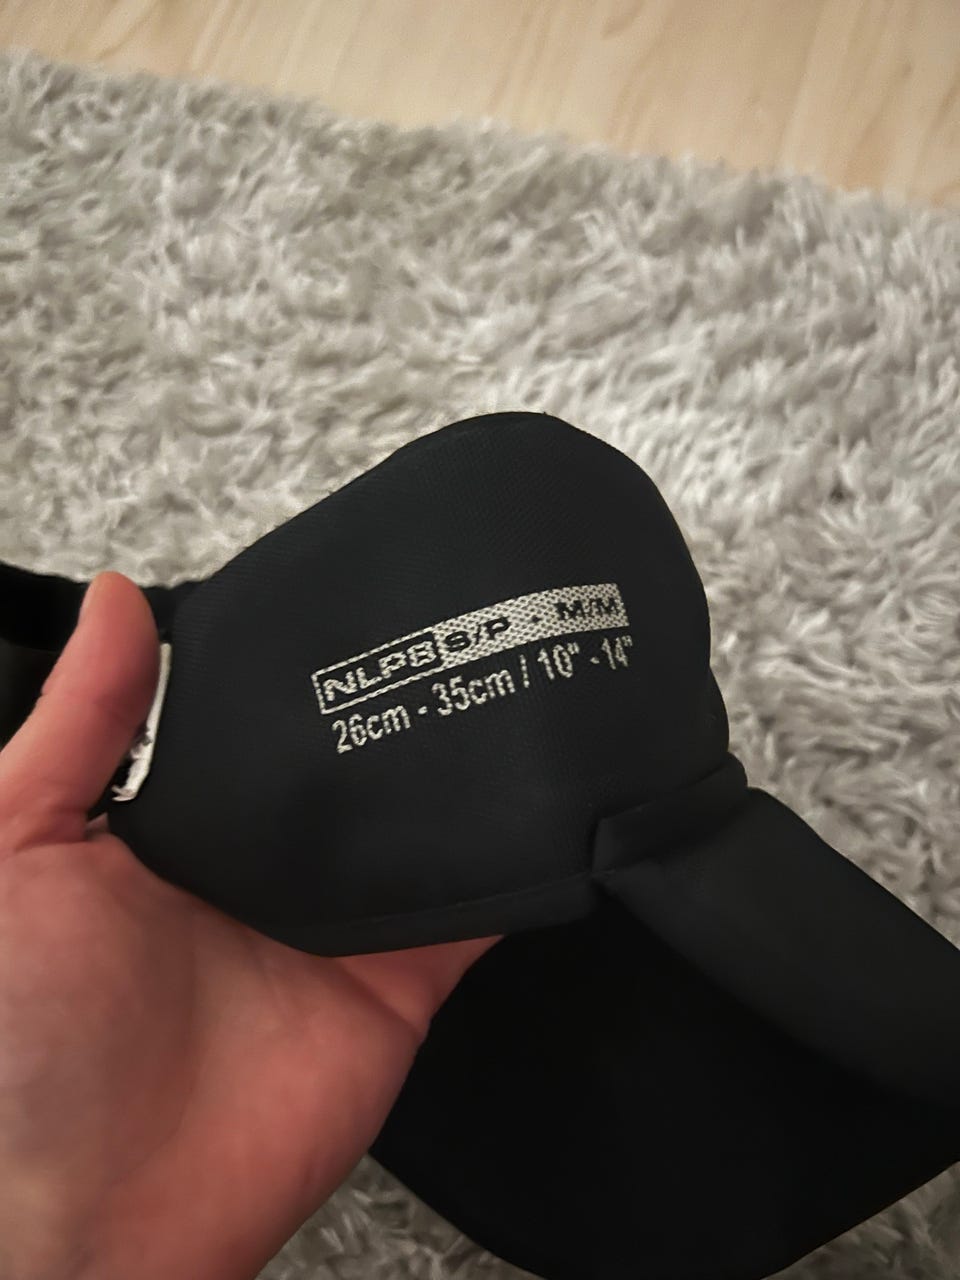 NLPB S/P - M/M
26cm - 35cm / 10" - 14"